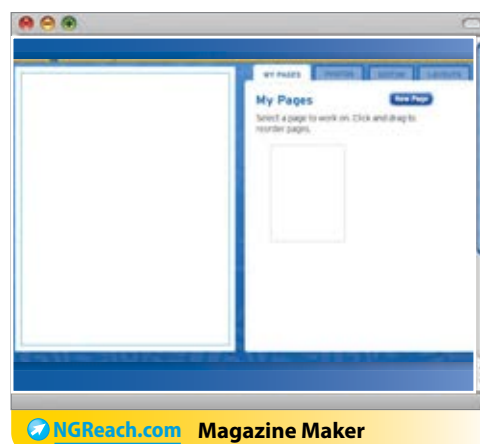 MY PAGES
My Pages
New Page
Select a page to work on. Click and drag to
reorder pages.
NGReach.com Magazine Maker